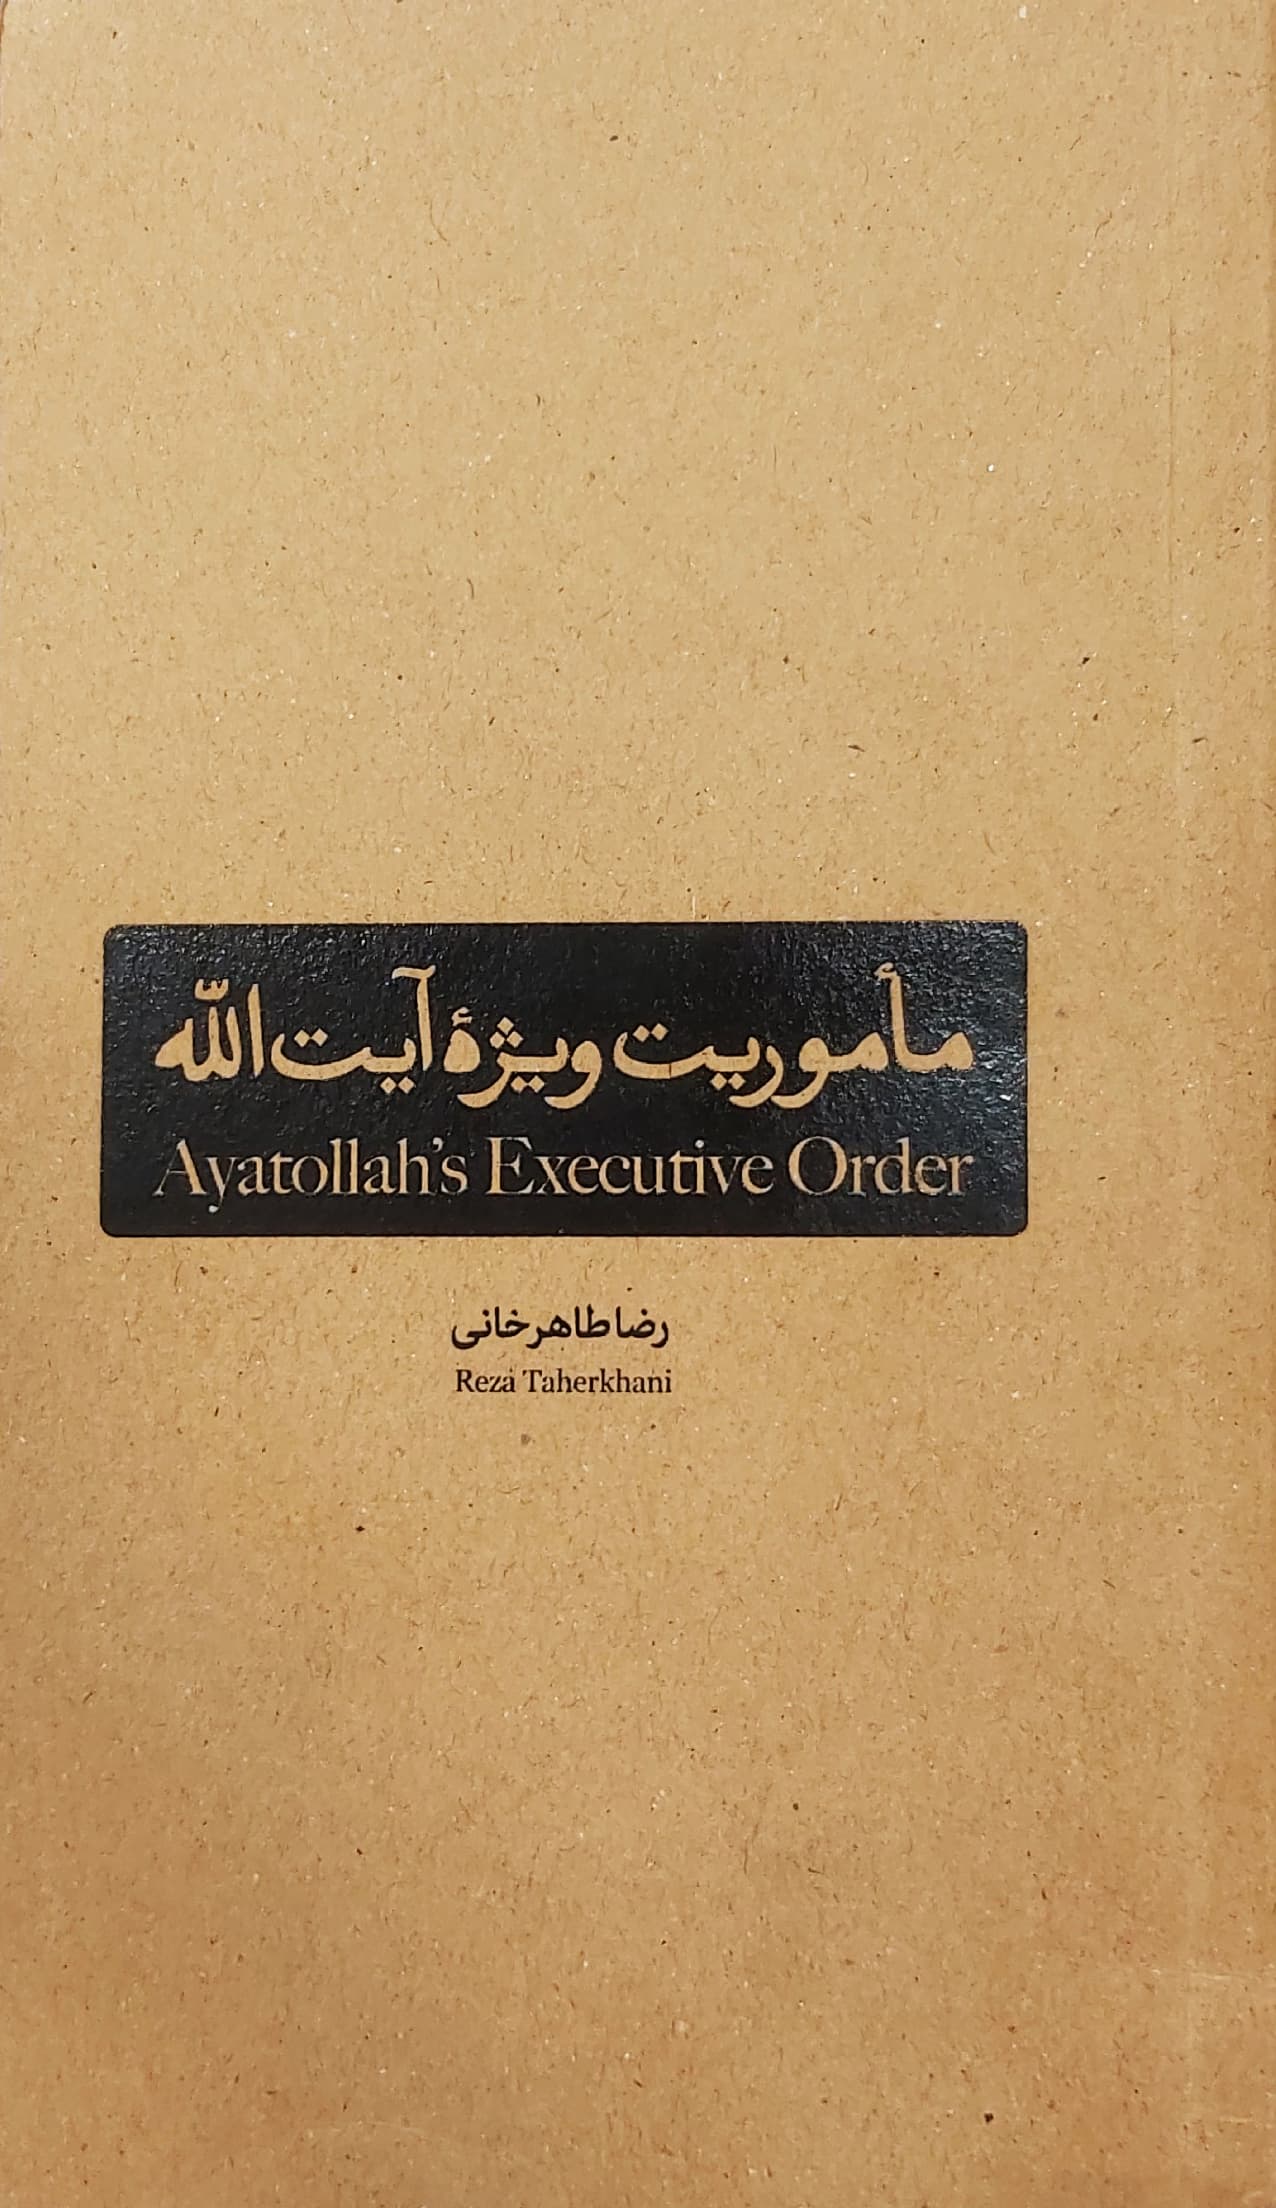 مأموریت ویژهٔ آیت‌الله
Ayatollah's Executive Order
رضا طاهرخانی
Reza Taherkhani